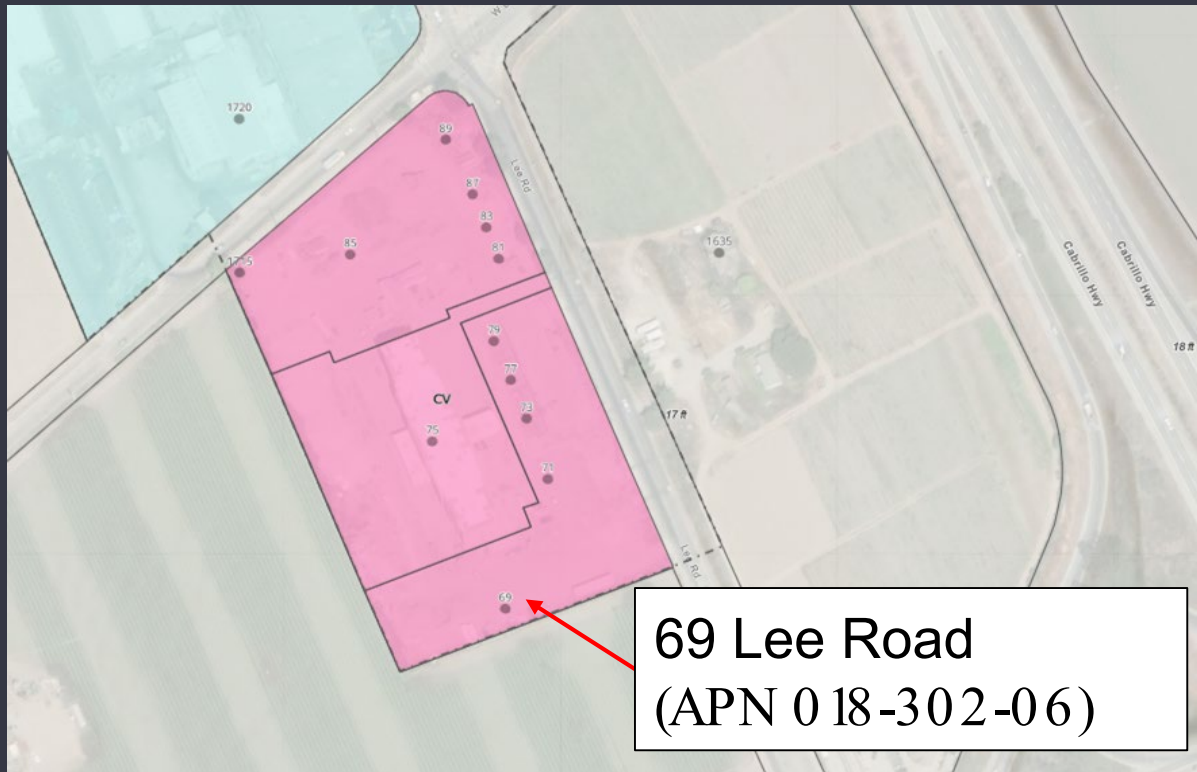 W
1720
89
Lee Rd
87
83
81
85
1635
Cabrillo Hwy
Cabrillo Hwy
18 ft
79
77
CV
73
17 ft
75
71
Lee Rd
69
69 Lee Road
(APN 018-302-06)